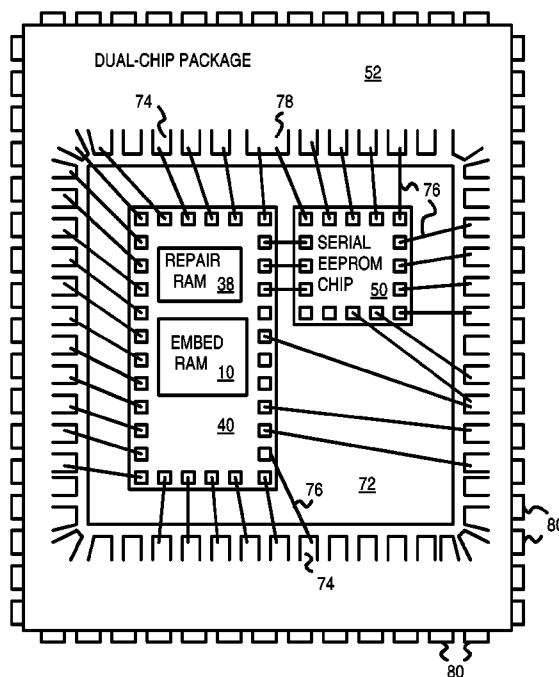 DUAL-CHIP PACKAGE
52
74
78
76
SERIAL
EEPROM
CHIP
50
REPAIR
RAM
38
EMBED
RAM
10
40
76
72
74
80
80